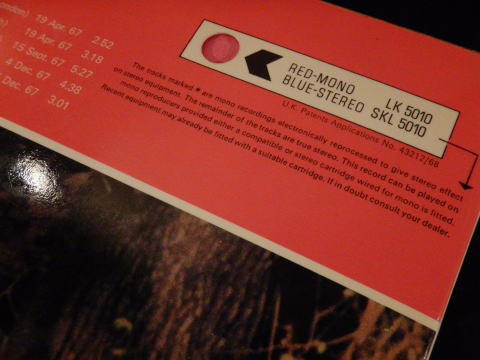 ondon) 19 Apr. 67 2.52
19 Apr. 67 3.18
15 Sept. 67 5.27
4 Dec. 67 4.38
Dec. 67 3.01
RED-MONO LK 5010
BLUE-STEREO SKL 5010
U.K. Patents Applications No. 43212/68
The tracks marked * are mono recordings electronically reprocessed to give stereo effect
on stereo equipment. The remainder of the tracks are true stereo. This record can be played on
mono reproducers provided either a compatible or stereo cartridge wired for mono is fitted.
Recent equipment may already be fitted with a suitable cartridge. If in doubt consult your dealer.